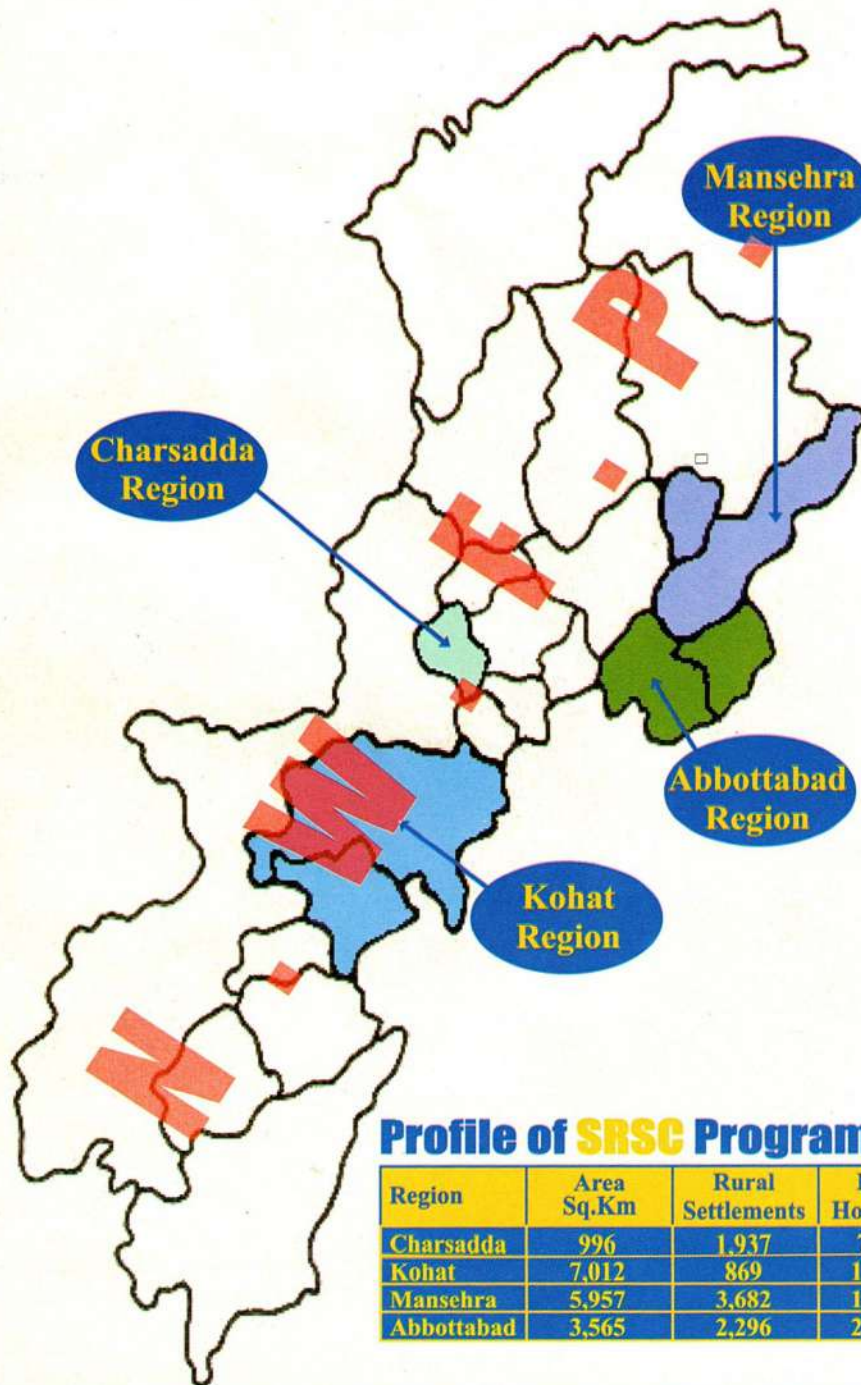 Mansehra
Region
Charsadda
Region
N.W.F.P.
Abbottabad
Region
Kohat
Region
Profile of SRSC Program
Region Area Sq.Km Rural Settlements
Charsadda 996 1,937
Kohat 7,012 869
Mansehra 5,957 3,682
Abbottabad 3,565 2,296